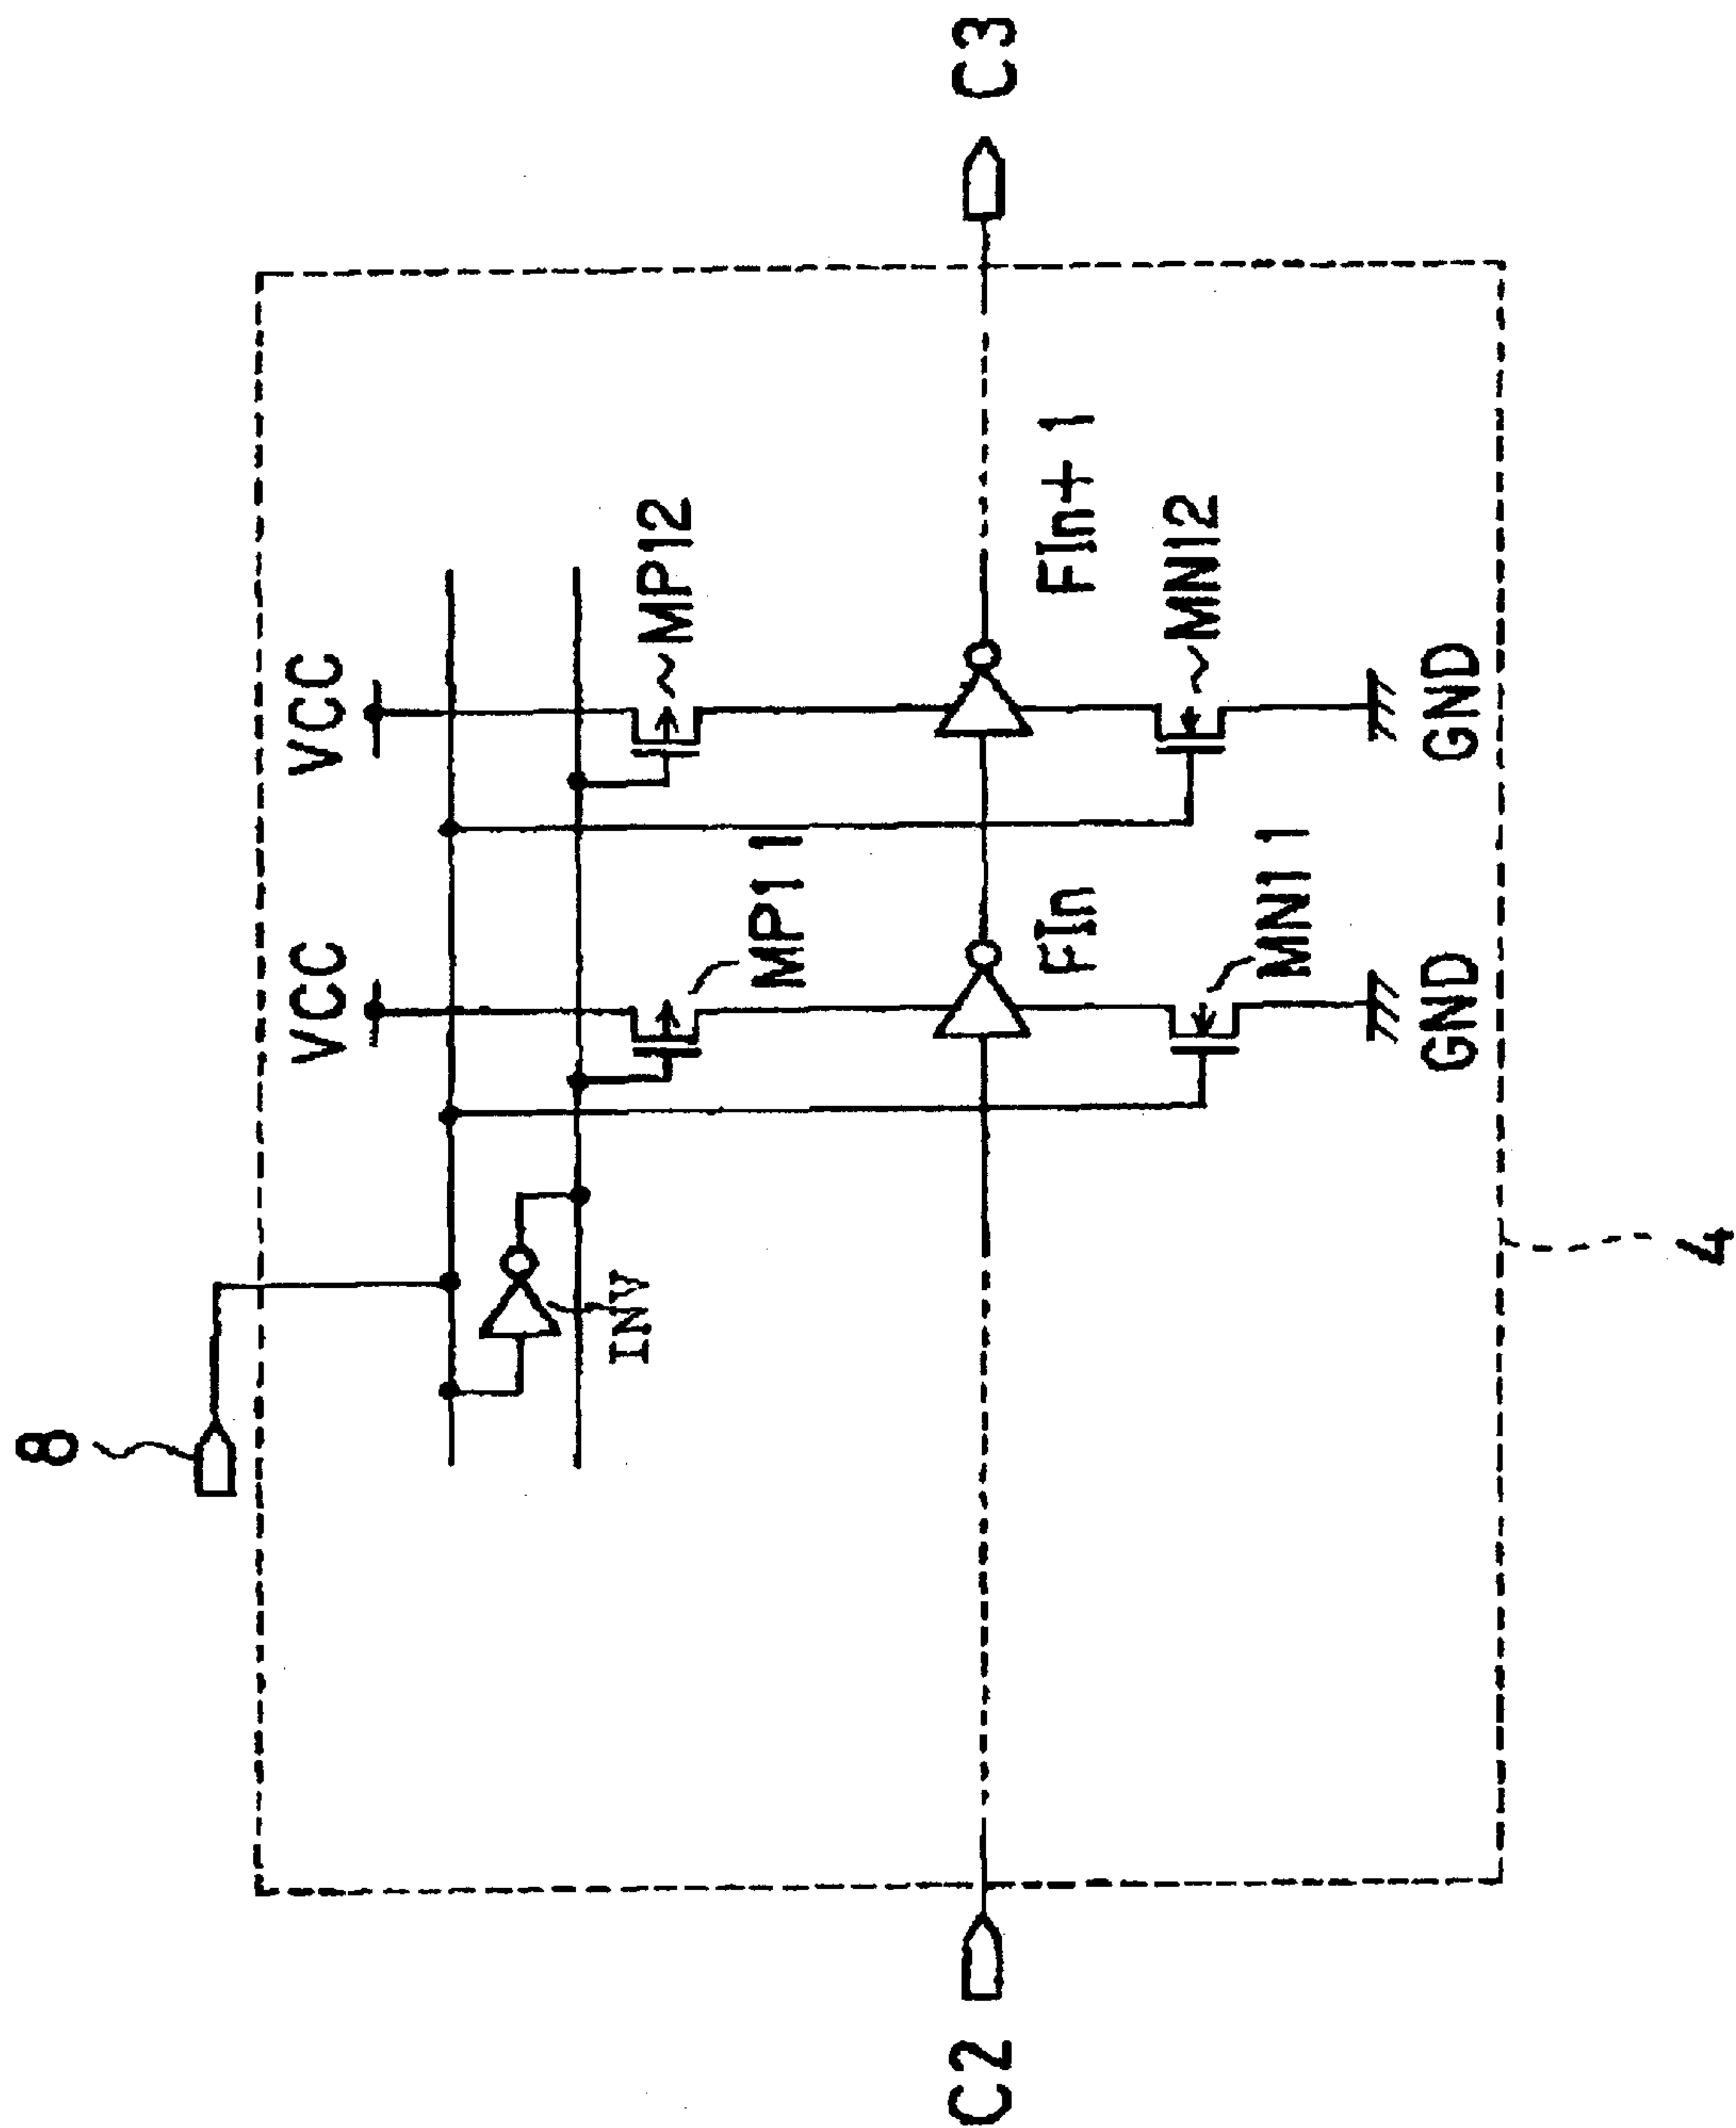 8
VCC
VCC
INV
MP11
MP12
C2
FIn
FIn+1
C3
MN11
MN12
GND
GND
4